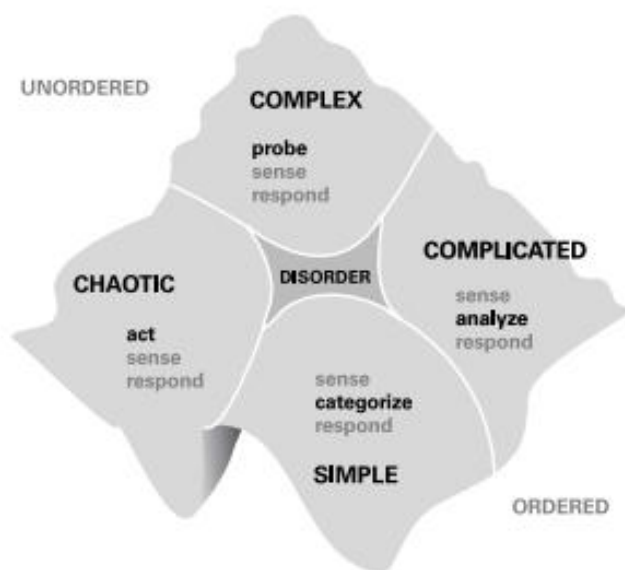 UNORDERED
COMPLEX
probe
sense
respond
COMPLICATED
sense
analyze
respond
DISORDER
CHAOTIC
act
sense
respond
sense
categorize
respond
SIMPLE
ORDERED